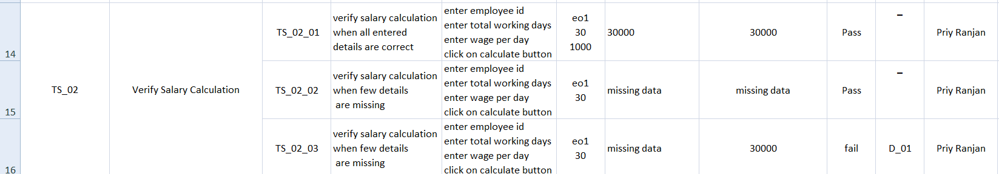 14
TS_02
Verify Salary Calculation
TS_02_01
verify salary calculation
when all entered
details are correct
enter employee id
enter total working days
enter wage per day
click on calculate button
eo1
30
1000
30000
30000
Pass
–
Priy Ranjan
15
TS_02_02
verify salary calculation
when few details
are missing
enter employee id
enter total working days
enter wage per day
click on calculate button
eo1
30
missing data
missing data
Pass
–
Priy Ranjan
16
TS_02_03
verify salary calculation
when few details
are missing
enter employee id
enter total working days
enter wage per day
click on calculate button
eo1
30
missing data
30000
fail
D_01
Priy Ranjan